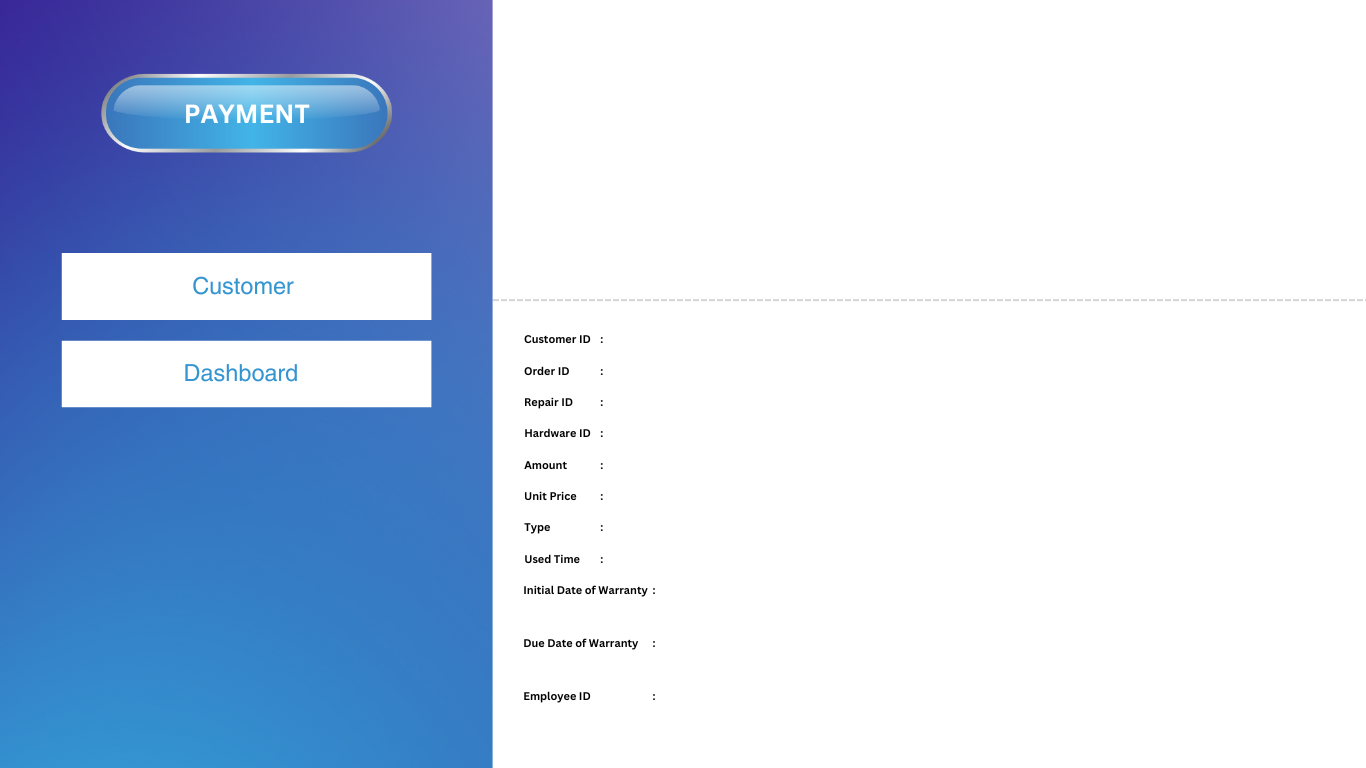 PAYMENT
Customer
Dashboard
Customer ID :
Order ID :
Repair ID :
Hardware ID :
Amount :
Unit Price :
Type :
Used Time :
Initial Date of Warranty :
Due Date of Warranty :
Employee ID :